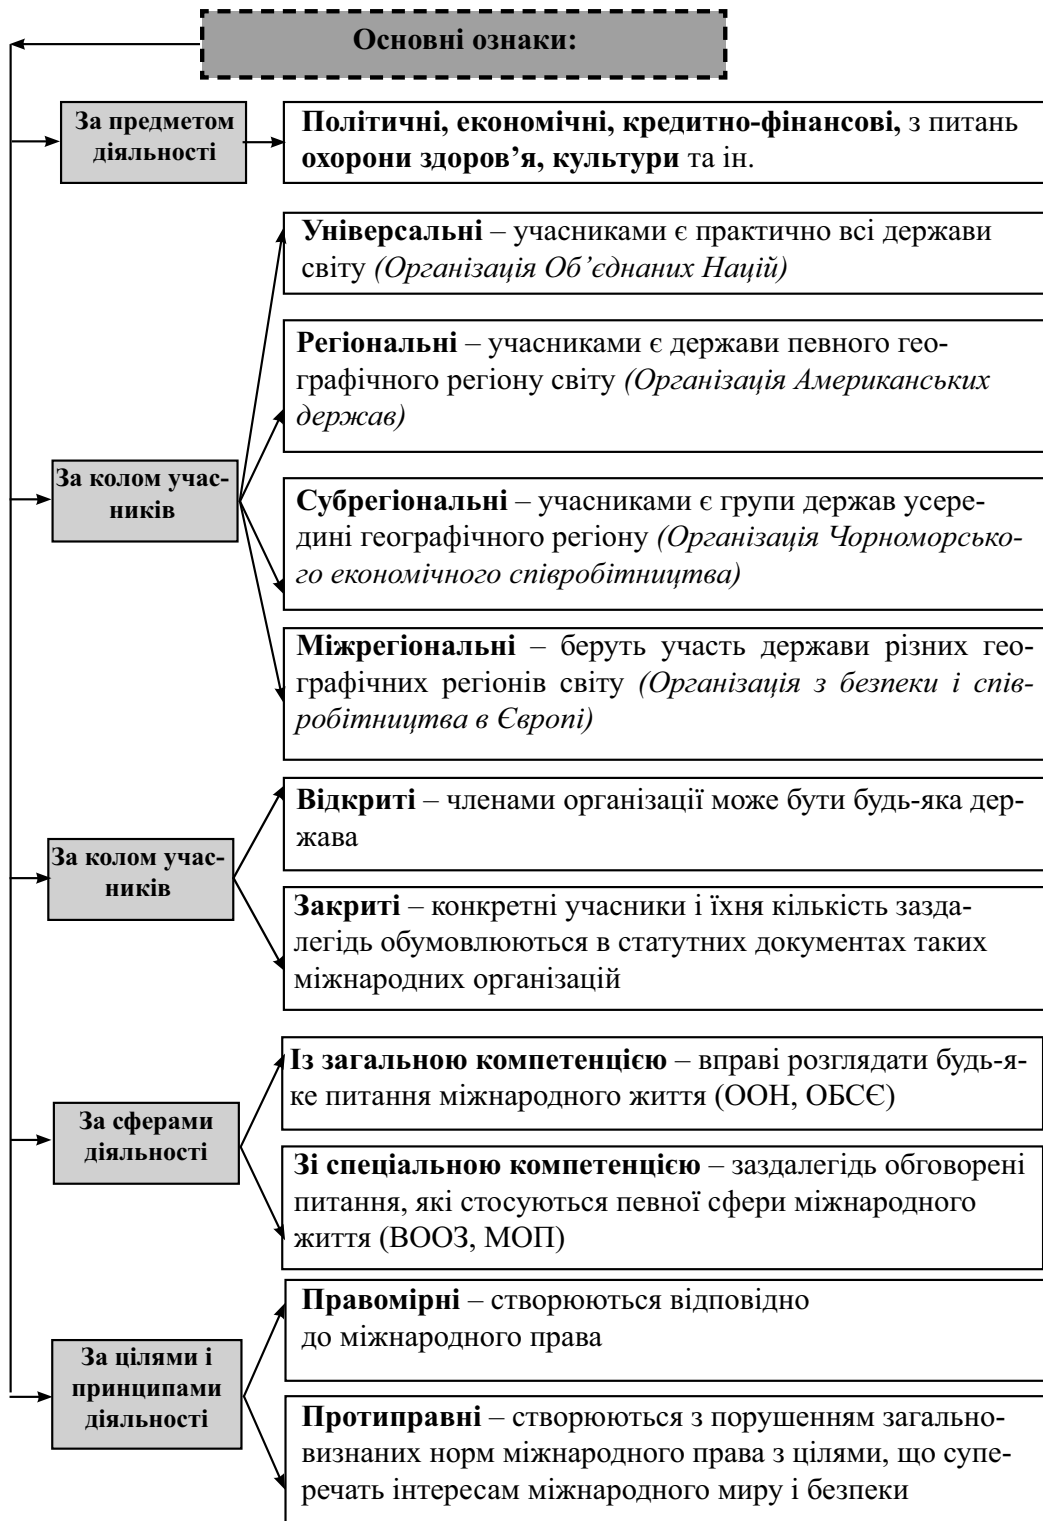 Основні ознаки:
За предметом
діяльності
Політичні, економічні, кредитно-фінансові, з питань
охорони здоров’я, культури та ін.
За колом учас-
ників
Універсальні – учасниками є практично всі держави
світу (Організація Об’єднаних Націй)
Регіональні – учасниками є держави певного гео-
графічного регіону світу (Організація Американських
держав)
Субрегіональні – учасниками є групи держав усере-
дині географічного регіону (Організація Чорноморсько-
го економічного співробітництва)
Міжрегіональні – беруть участь держави різних гео-
графічних регіонів світу (Організація з безпеки і спів-
робітництва в Європі)
За колом учас-
ників
Відкриті – членами організації може бути будь-яка дер-
жава
Закриті – конкретні учасники і їхня кількість зазда-
легідь обумовлюються в статутних документах таких
міжнародних організацій
За сферами
діяльності
Із загальною компетенцією – вправі розглядати будь-я-
ке питання міжнародного життя (ООН, ОБСЄ)
Зі спеціальною компетенцією – заздалегідь обговорені
питання, які стосуються певної сфери міжнародного
життя (ВООЗ, МОП)
За цілями і
принципами
діяльності
Правомірні – створюються відповідно
до міжнародного права
Протиправні – створюються з порушенням загально-
визнаних норм міжнародного права з цілями, що супе-
речать інтересам міжнародного миру і безпеки